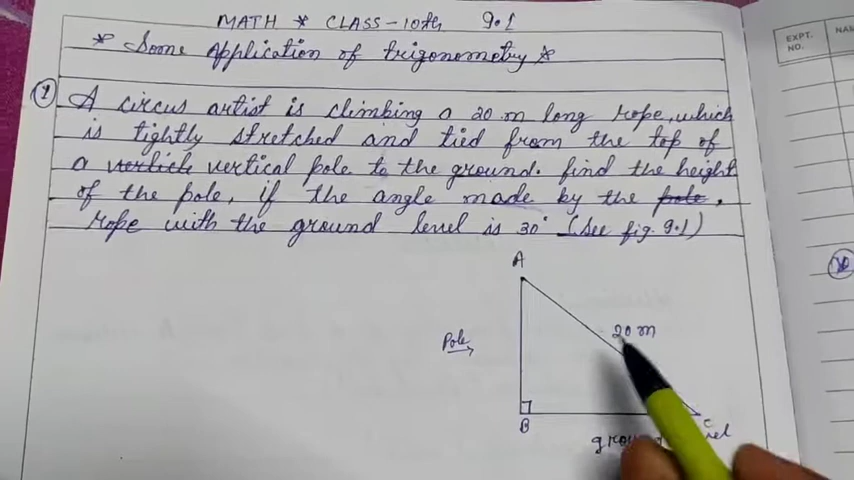 MATH * CLASS-10th 9.1
* Some Application of trigonometry *
(1) A circus artist is climbing a 20 m long rope, which
is tightly stretched and tied from the top of
a vertical pole to the ground. find the height
of the pole, if the angle made by the pole.
rope with the ground level is 30° (See fig. 9.1)
A
20 m
Pole
B
C
EXPT. NO.